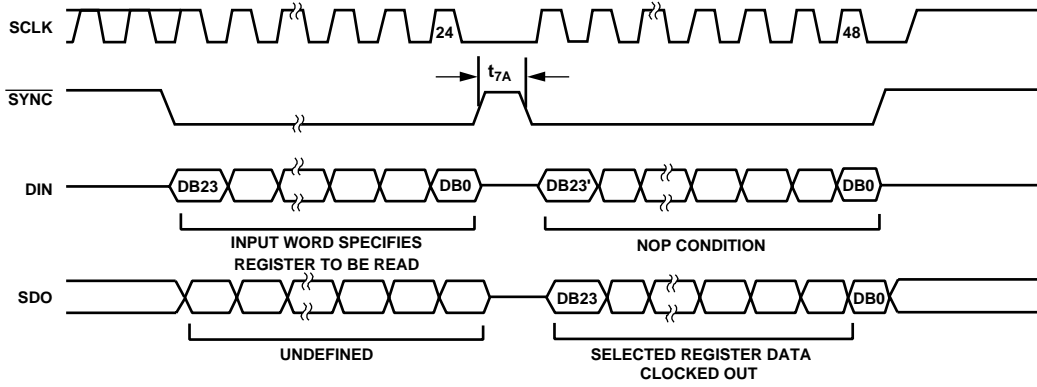 SCLK
24
48
t7A
SYNC
DIN
DB23
DB0
DB23'
DB0
INPUT WORD SPECIFIES
REGISTER TO BE READ
NOP CONDITION
SDO
DB23
DB0
UNDEFINED
SELECTED REGISTER DATA
CLOCKED OUT